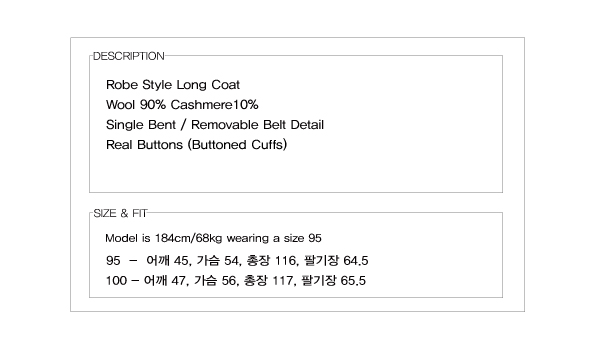 DESCRIPTION
Robe Style Long Coat
Wool 90% Cashmere10%
Single Bent / Removable Belt Detail
Real Buttons (Buttoned Cuffs)
SIZE & FIT
Model is 184cm/68kg wearing a size 95
95 - 어깨 45, 가슴 54, 총장 116, 팔기장 64.5
100 - 어깨 47, 가슴 56, 총장 117, 팔기장 65.5